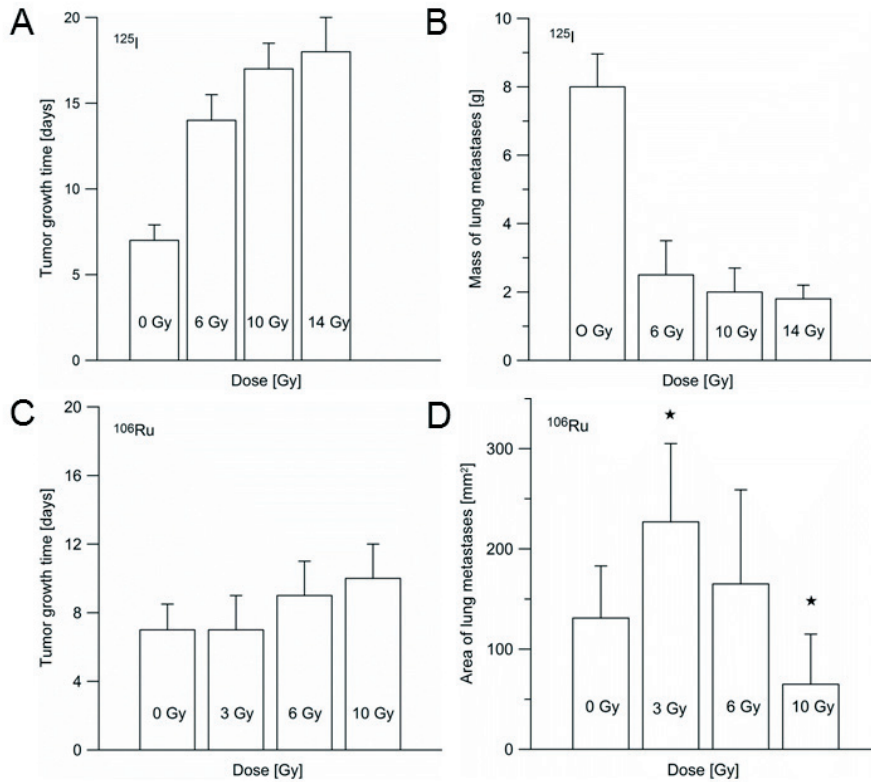 A
¹²⁵I
Tumor growth time [days]
20
15
10
5
0
0 Gy
6 Gy
10 Gy
14 Gy
Dose [Gy]
B
¹²⁵I
Mass of lung metastases [g]
10
8
6
4
2
0
O Gy
6 Gy
10 Gy
14 Gy
Dose [Gy]
C
¹⁰⁶Ru
Tumor growth time [days]
20
16
12
8
4
0
0 Gy
3 Gy
6 Gy
10 Gy
Dose [Gy]
D
¹⁰⁶Ru
Area of lung metastases [mm²]
300
200
100
0
0 Gy
3 Gy
6 Gy
10 Gy
Dose [Gy]